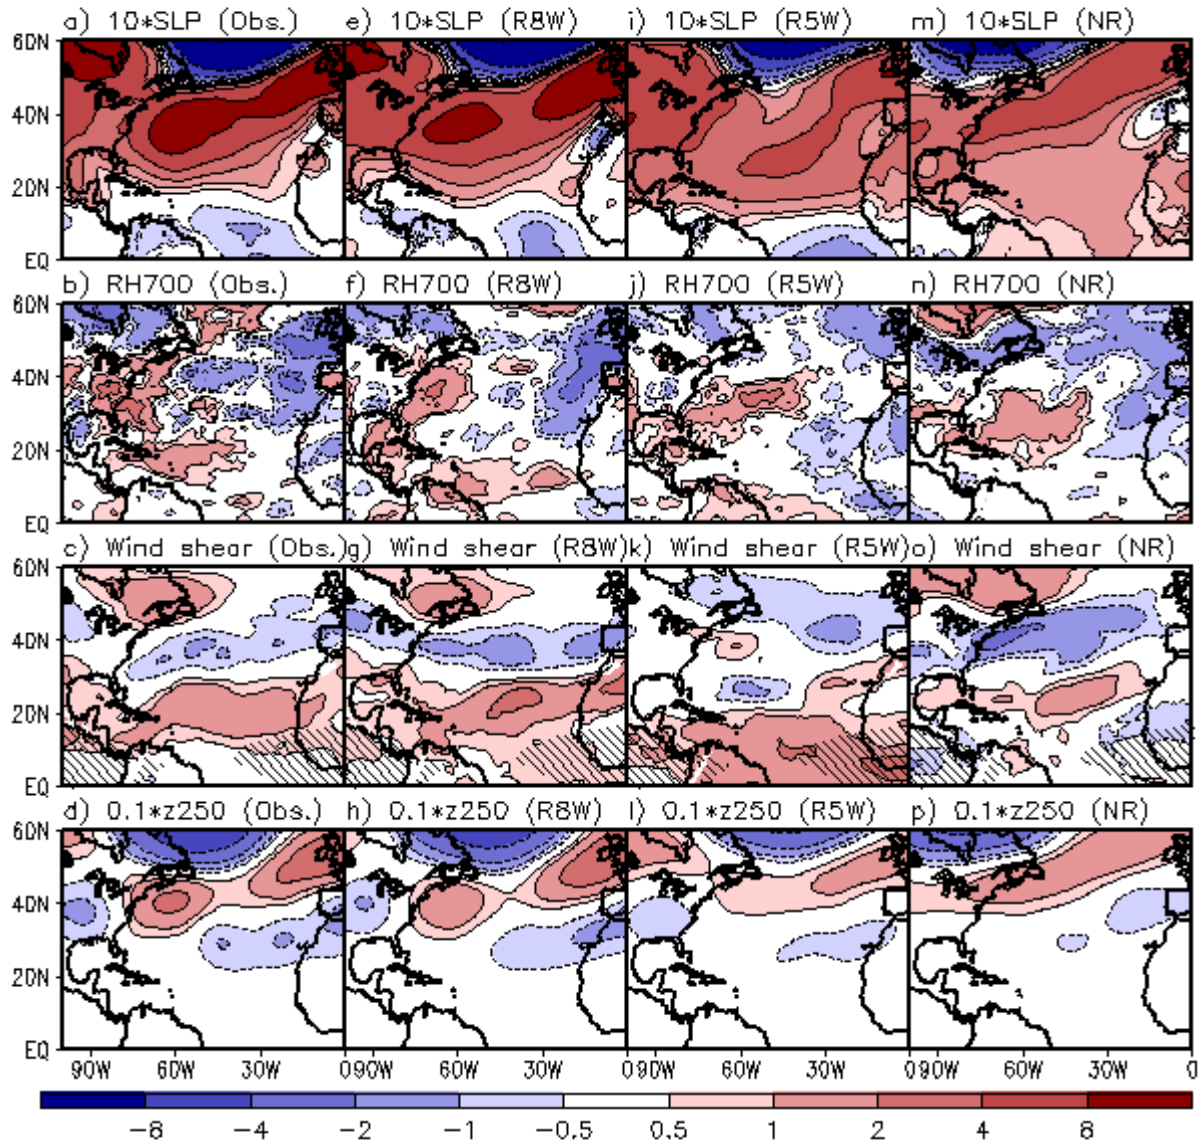 a) 10*SLP (Obs.) e) 10*SLP (R8W) i) 10*SLP (R5W) m) 10*SLP (NR)
60N
40N
20N
EQ
b) RH700 (Obs.) f) RH700 (R8W) j) RH700 (R5W) n) RH700 (NR)
60N
40N
20N
EQ
c) Wind shear (Obs.) g) Wind shear (R8W) k) Wind shear (R5W) o) Wind shear (NR)
60N
40N
20N
EQ
d) 0.1*z250 (Obs.) h) 0.1*z250 (R8W) l) 0.1*z250 (R5W) p) 0.1*z250 (NR)
60N
40N
20N
EQ
90W 60W 30W 0 90W 60W 30W 0 90W 60W 30W 0 90W 60W 30W 0
-6 -4 -2 -1 -0.5 0.5 1 2 4 6